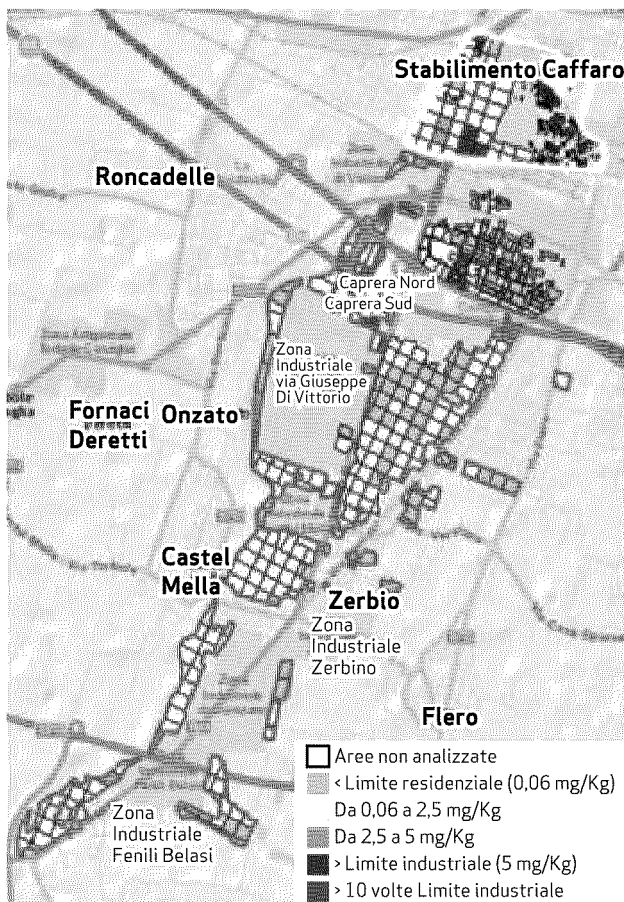 Stabilimento Caffaro
Roncadelle
Caprera Nord
Caprera Sud
Zona
Industriale
via Giuseppe
Di Vittorio
Fornaci
Deretti
Onzato
Castel
Mella
Zerbio
Zona
Industriale
Zerbino
Flero
Zona
Industriale
Fenili Belasi
Aree non analizzate
< Limite residenziale (0,06 mg/Kg)
Da 0,06 a 2,5 mg/Kg
Da 2,5 a 5 mg/Kg
> Limite industriale (5 mg/Kg)
> 10 volte Limite industriale